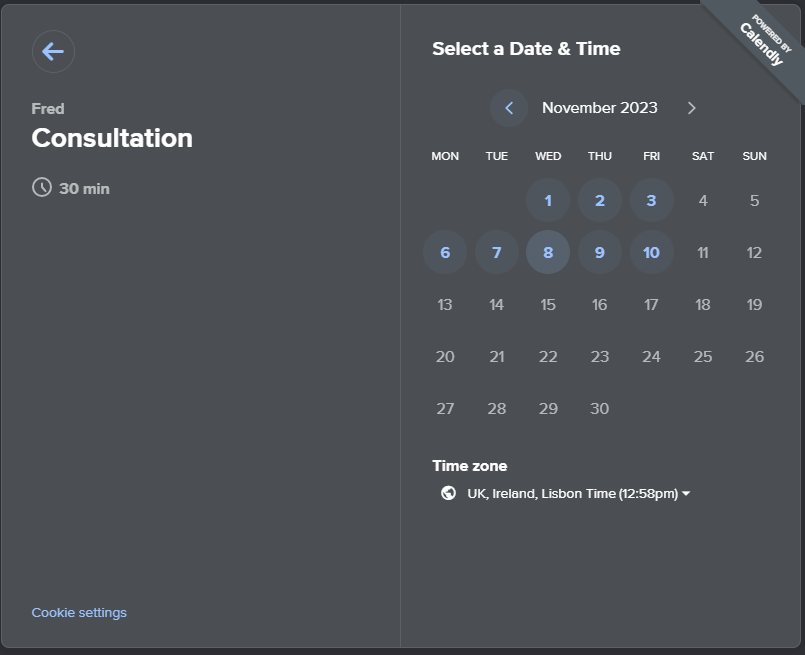 POWERED BY
Calendly
Fred
Consultation
30 min
Cookie settings
Select a Date & Time
November 2023
MON TUE WED THU FRI SAT SUN
1 2 3 4 5
6 7 8 9 10 11 12
13 14 15 16 17 18 19
20 21 22 23 24 25 26
27 28 29 30
Time zone
UK, Ireland, Lisbon Time (12:58pm)